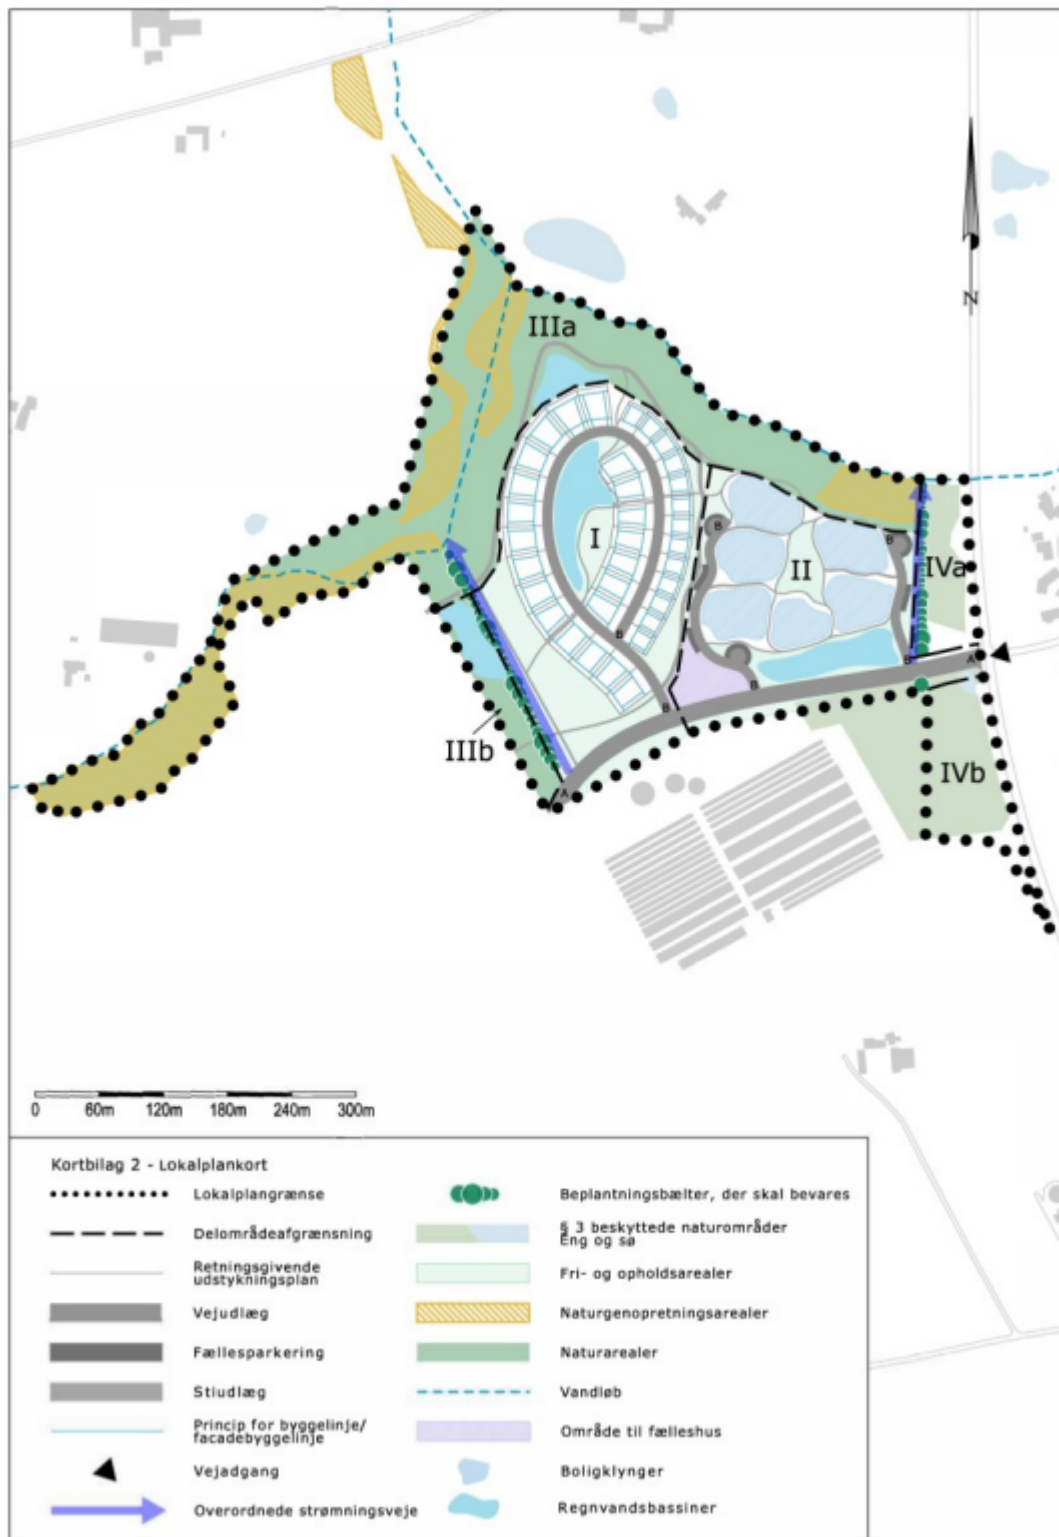 N
IIIa
I
B
B
II
B
IVa
B
B
B
A
IIIb
A
IVb
0 60m 120m 180m 240m 300m
Kortbilag 2 - Lokalplankort
Lokalplangrænse
Delområdeafgrænsning
Retningsgivende
udstykningsplan
Vejudlæg
Fællesparkering
Stiudlæg
Princip for byggelinje/
facadebyggelinje
Vejadgang
Overordnede strømningsveje
Beplantningsbælter, der skal bevares
§ 3 beskyttede naturområder
Eng og sø
Fri- og opholdsarealer
Naturgenopretningsarealer
Naturarealer
Vandløb
Område til fælleshus
Boligklynger
Regnvandsbassiner